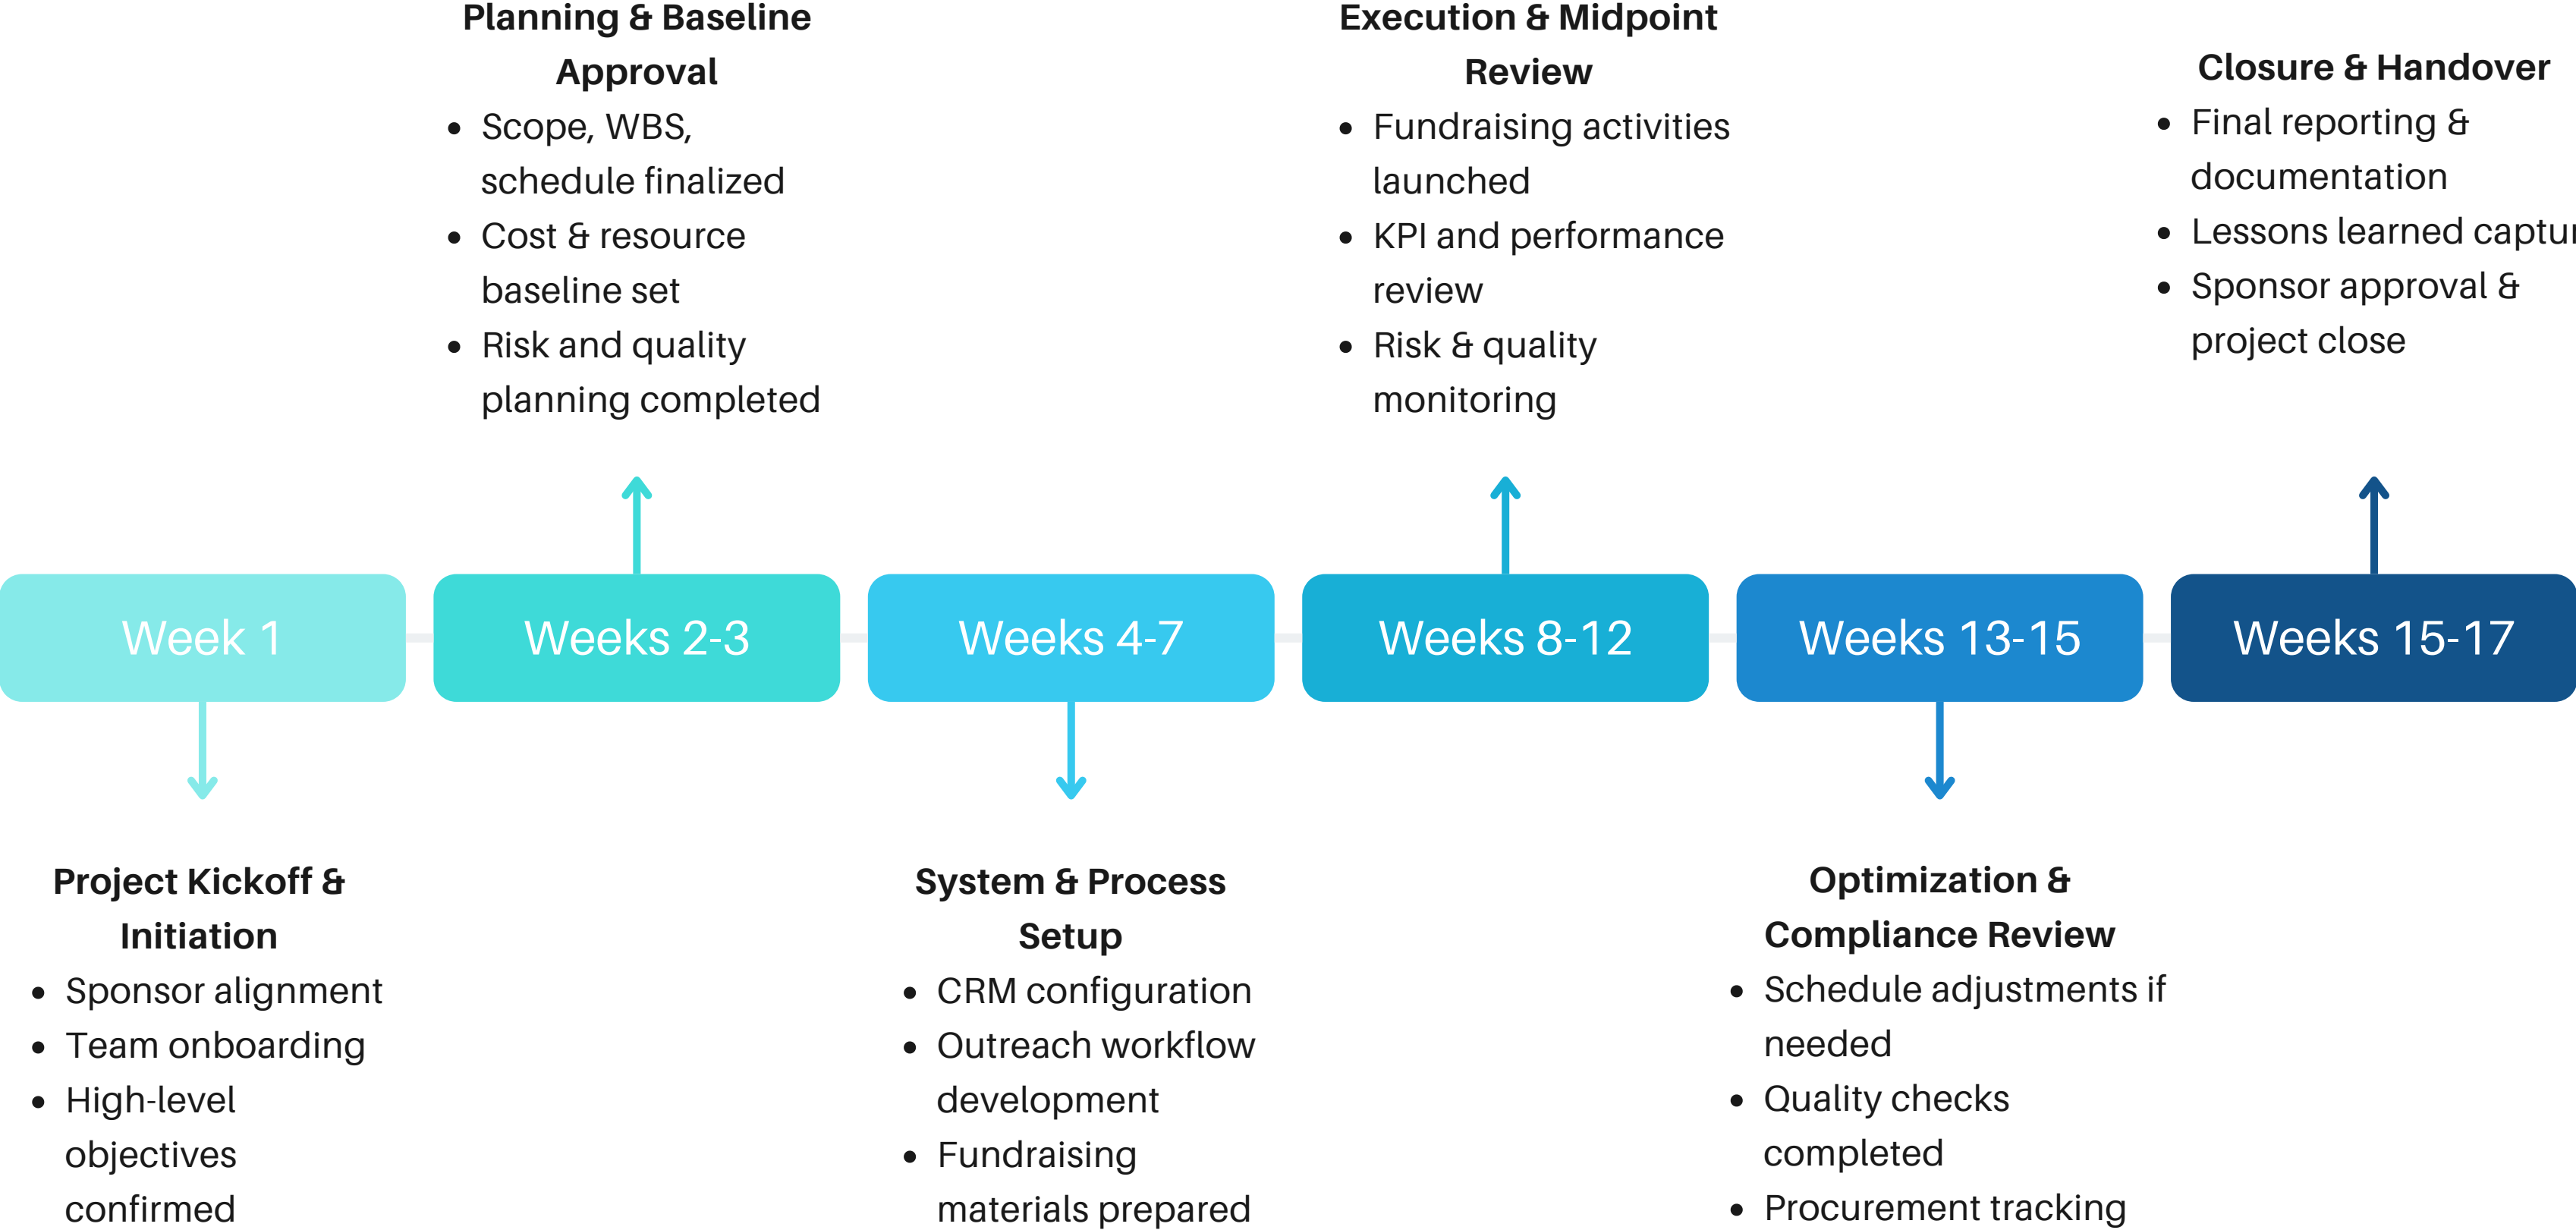 Planning & Baseline
Approval
• Scope, WBS,
schedule finalized
• Cost & resource
baseline set
• Risk and quality
planning completed
Execution & Midpoint
Review
• Fundraising activities
launched
• KPI and performance
review
• Risk & quality
monitoring
Closure & Handover
• Final reporting &
documentation
• Lessons learned
• Sponsor approval &
project close
Week 1
Weeks 2-3
Weeks 4-7
Weeks 8-12
Weeks 13-15
Weeks 15-17
Project Kickoff &
Initiation
• Sponsor alignment
• Team onboarding
• High-level
objectives
confirmed
System & Process
Setup
• CRM configuration
• Outreach workflow
development
• Fundraising
materials prepared
Optimization &
Compliance Review
• Schedule adjustments if
needed
• Quality checks
completed
• Procurement tracking